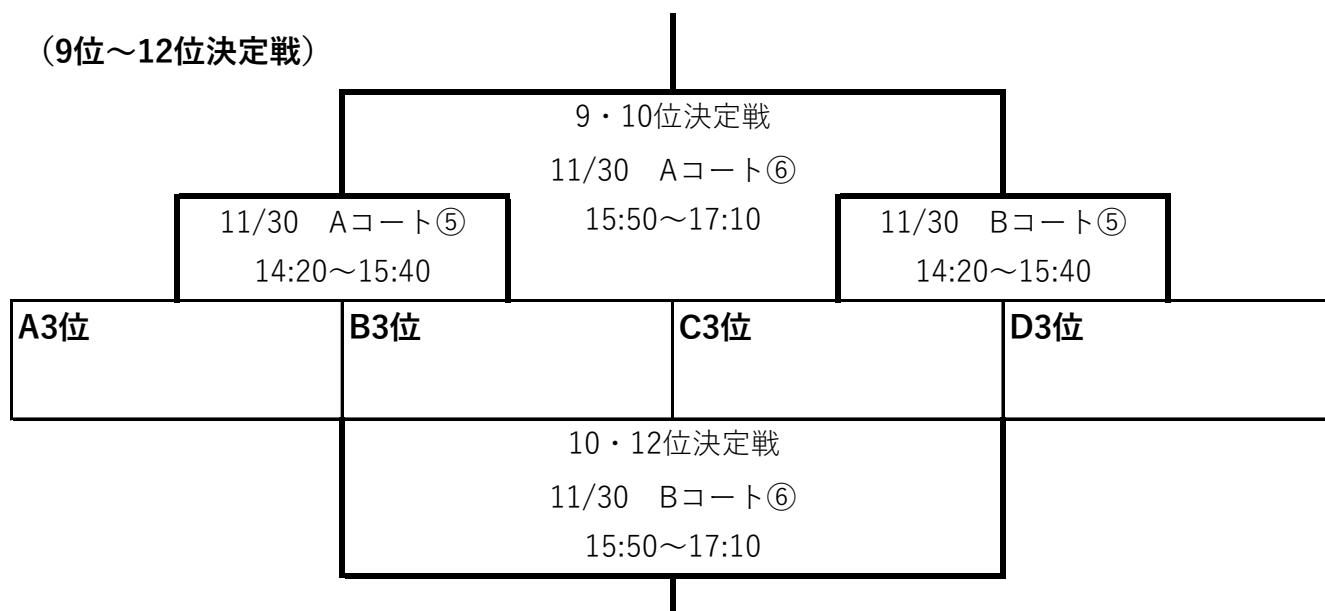 （9位～12位決定戦）
9・10位決定戦
11/30　Aコート⑥
15:50～17:10
11/30　Aコート⑤
14:20～15:40
11/30　Bコート⑤
14:20～15:40
A3位
B3位
C3位
D3位
10・12位決定戦
11/30　Bコート⑥
15:50～17:10